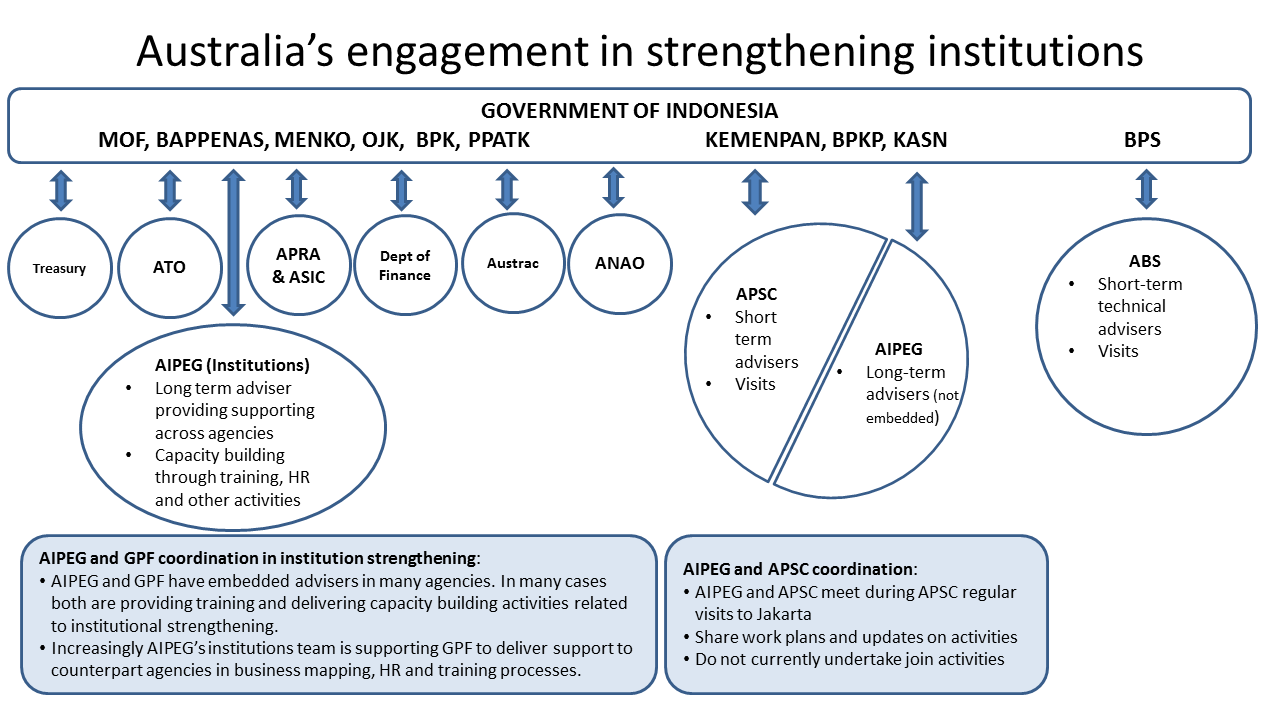 Australia's engagement in strengthening institutions
GOVERNMENT OF INDONESIA
MOF, BAPPENAS, MENKO, OJK, BPK, PPATK
KEMENPAN, BPKP, KASN
BPS
Treasury
ATO
APRA
& ASIC
Dept of
Finance
Austrac
ANAO
AIPEG (Institutions)
• Long term adviser
providing supporting
across agencies
• Capacity building
through training, HR
and other activities
APSC
• Short
term
advisers
• Visits
AIPEG
• Long-term
advisers (not
embedded)
ABS
• Short-term
technical
advisers
• Visits
AIPEG and GPF coordination in institution strengthening:
• AIPEG and GPF have embedded advisers in many agencies. In many cases
both are providing training and delivering capacity building activities related
to institutional strengthening.
• Increasingly AIPEG's institutions team is supporting GPF to deliver support to
counterpart agencies in business mapping, HR and training processes.
AIPEG and APSC coordination:
• AIPEG and APSC meet during APSC regular
visits to Jakarta
• Share work plans and updates on activities
• Do not currently undertake join activities